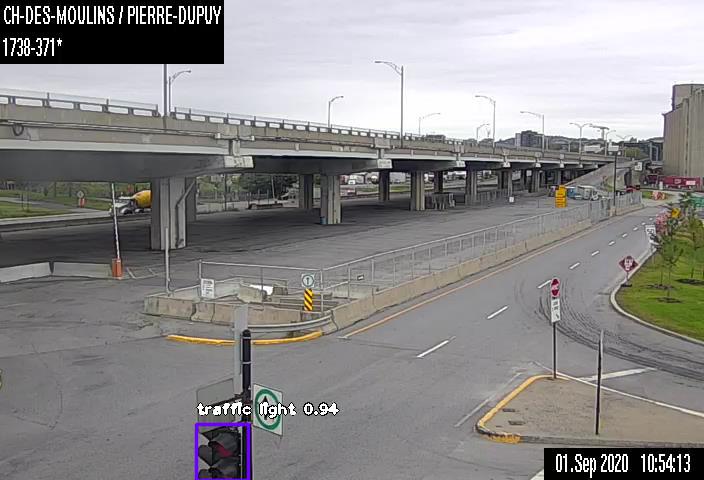 CH-DES-MOULINS / PIERRE-DUPUY
1738-371*
traffic light 0.94
01.Sep 2020 10:54:13